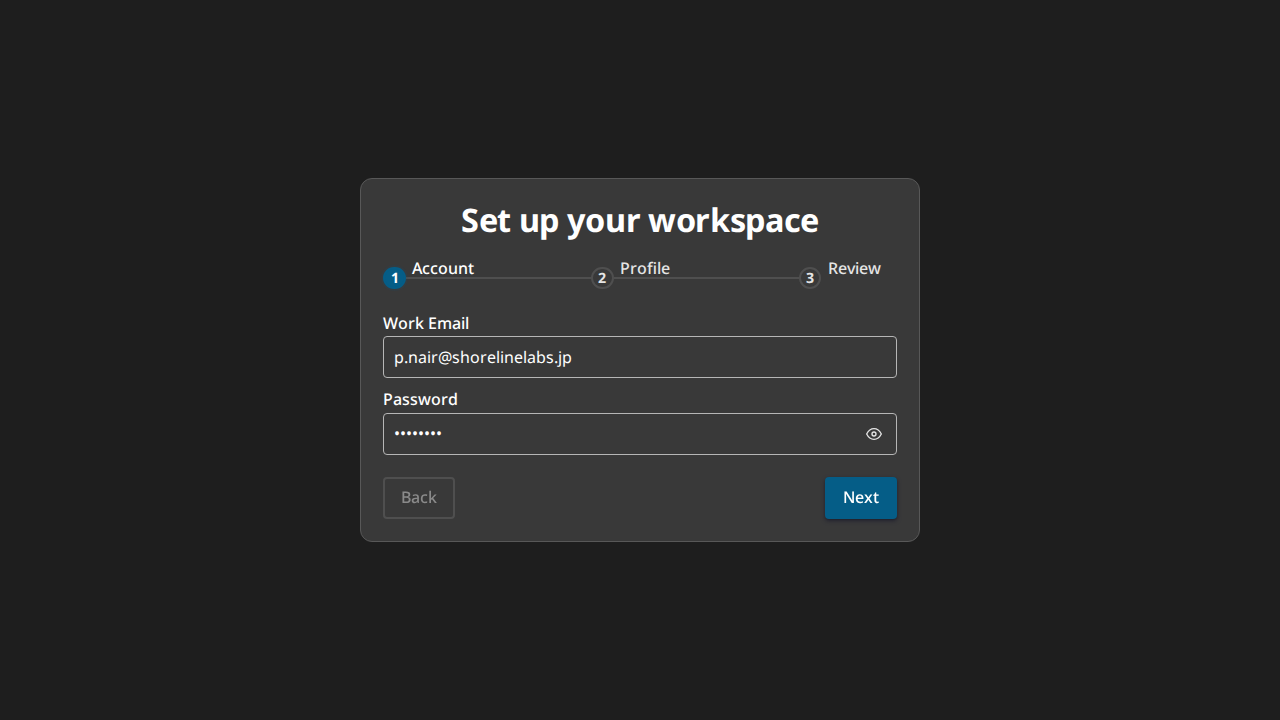 Set up your workspace
1 Account 2 Profile 3 Review
Work Email
p.nair@shorelinelabs.jp
Password
••••••••
Back Next